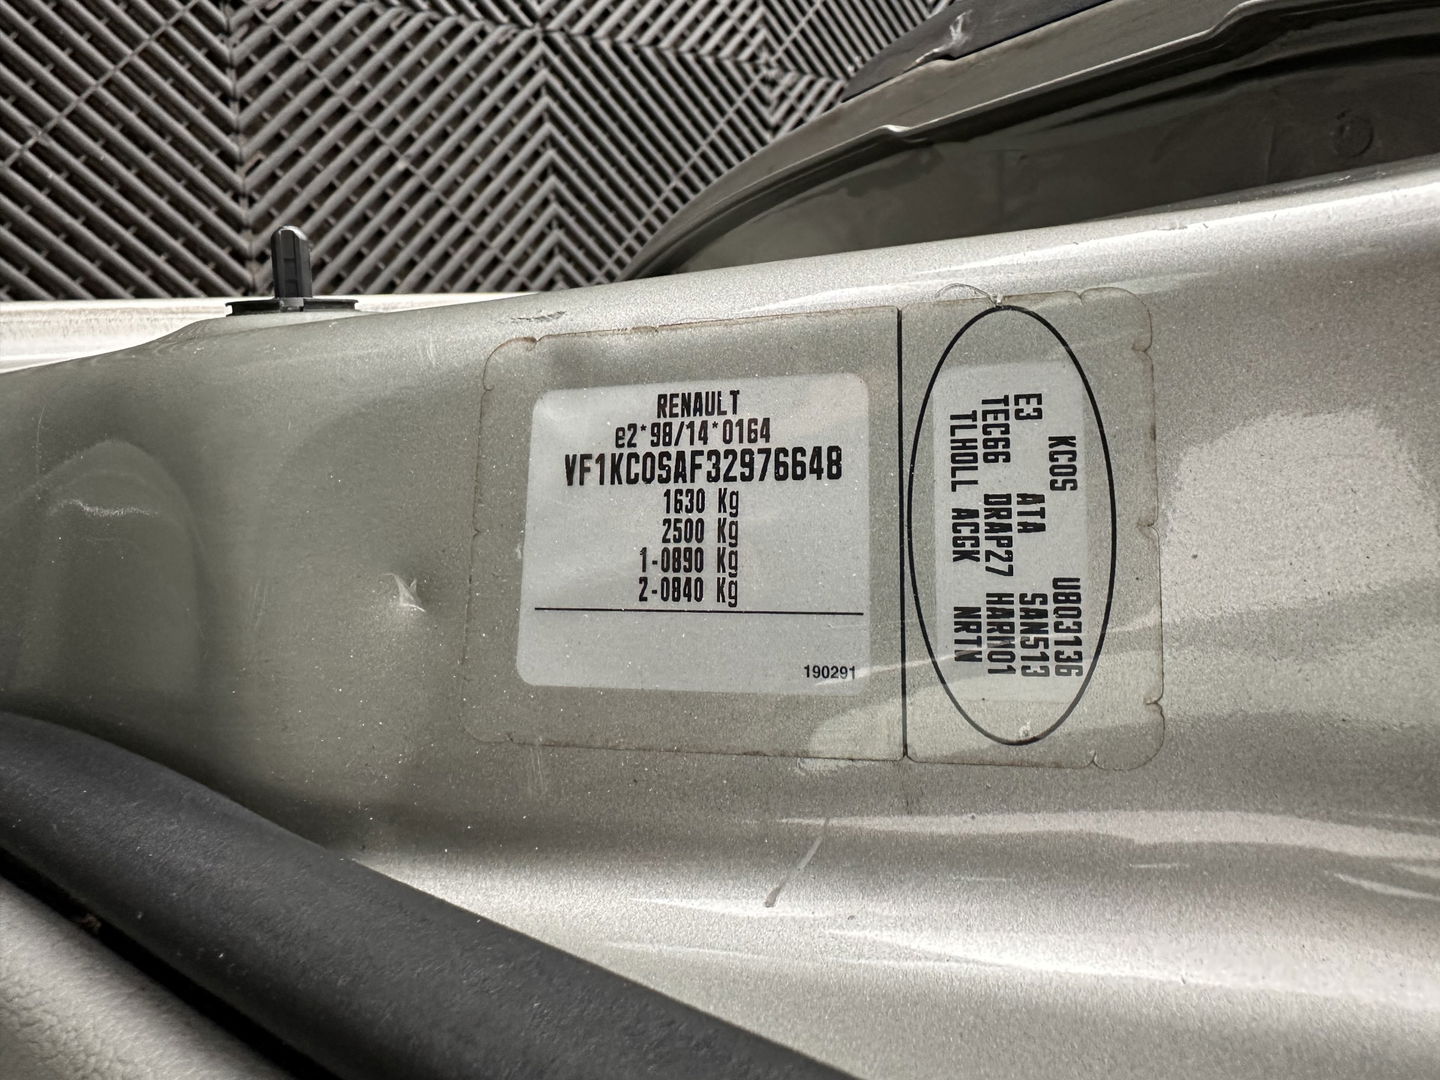 RENAULT
e2*98/14*0164
VF1KC0SAF32976648
1630 Kg
2500 Kg
1-0890 Kg
2-0840 Kg
190291
KC0S ATA U803136
E3 DRAP27 SAN513
TEC66 ACGK HARM01
TLHOLL NRTN